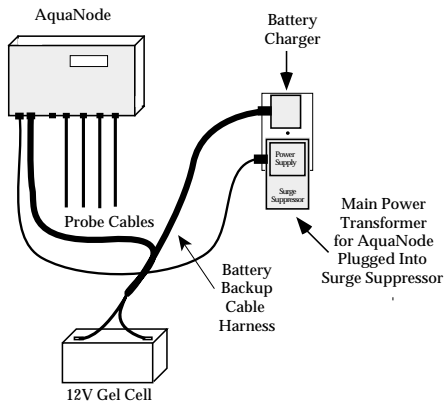 AquaNode
Battery
Charger
Power
Supply
Surge
Suppressor
Probe Cables
Main Power
Transformer
for AquaNode
Plugged Into
Surge Suppressor
Battery
Backup
Cable
Harness
12V Gel Cell